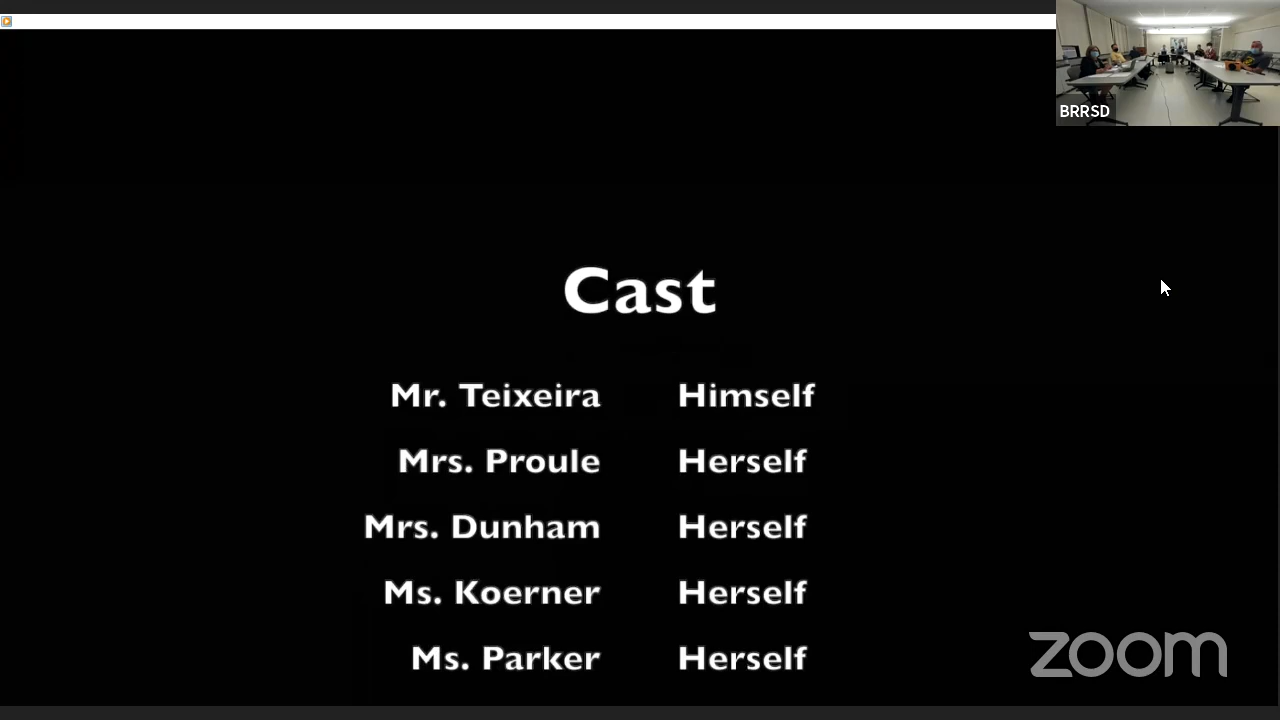 BRRSD
Cast
Mr. Teixeira Himself
Mrs. Proule Herself
Mrs. Dunham Herself
Ms. Koerner Herself
Ms. Parker Herself
zoom